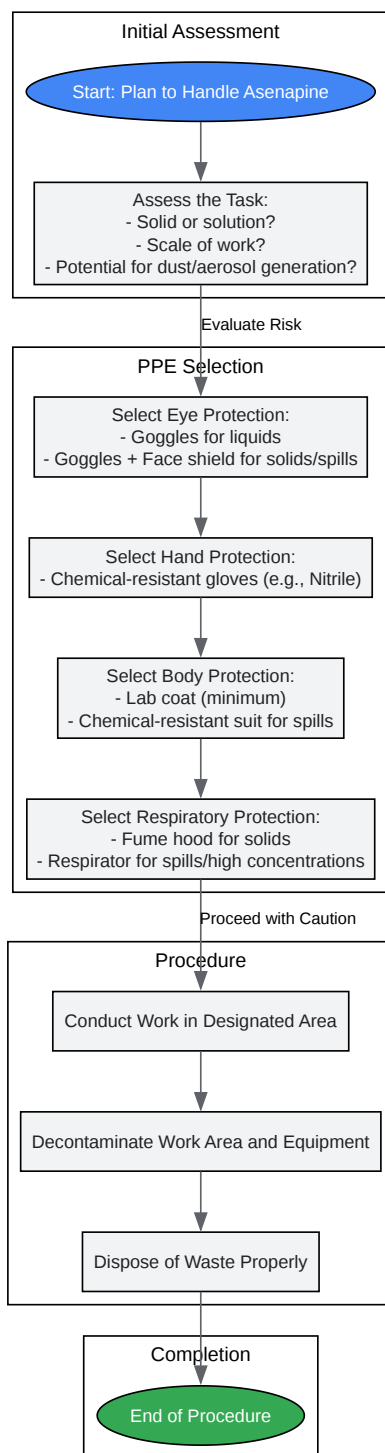 Initial Assessment
Start: Plan to Handle Asenapine
Assess the Task:
- Solid or solution?
- Scale of work?
- Potential for dust/aerosol generation?
Evaluate Risk
PPE Selection
Select Eye Protection:
- Goggles for liquids
- Goggles + Face shield for solids/spills
Select Hand Protection:
- Chemical-resistant gloves (e.g., Nitrile)
Select Body Protection:
- Lab coat (minimum)
- Chemical-resistant suit for spills
Select Respiratory Protection:
- Fume hood for solids
- Respirator for spills/high concentrations
Proceed with Caution
Procedure
Conduct Work in Designated Area
Decontaminate Work Area and Equipment
Dispose of Waste Properly
Completion
End of Procedure